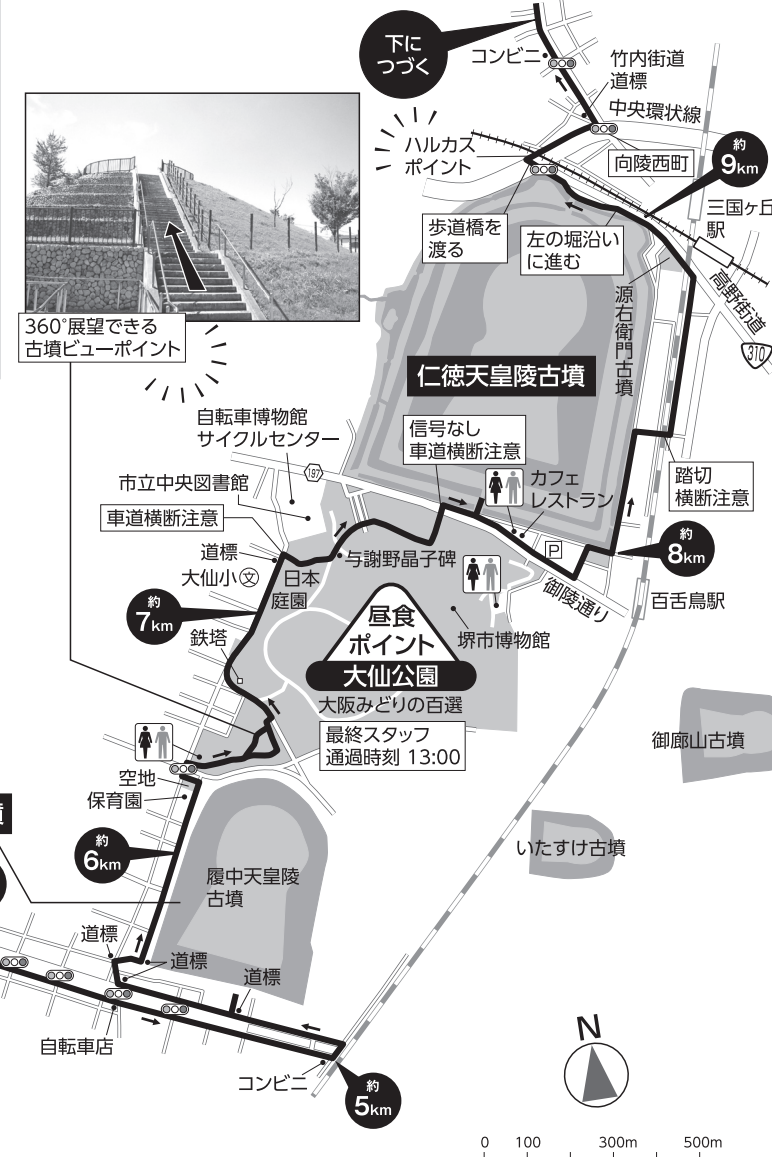 下に
つづく
コンビニ
竹内街道
道標
中央環状線
ハルカス
ポイント
向陵西町
約
9km
三国ヶ丘
駅
歩道橋を
渡る
左の堀沿い
に進む
高野街道
310
源右衛門古墳
360°展望できる
古墳ビューポイント
仁徳天皇陵古墳
自転車博物館
サイクルセンター
信号なし
車道横断注意
197
カフェ
レストラン
踏切
横断注意
市立中央図書館
車道横断注意
P
約
8km
道標
大仙小
文
日本
庭園
与謝野晶子碑
御陵通り
百舌鳥駅
約
7km
鉄塔
昼食
ポイント
大仙公園
堺市博物館
大阪みどりの百選
最終スタッフ
通過時刻 13:00
御廊山古墳
空地
保育園
約
6km
いたすけ古墳
履中天皇陵
古墳
道標
道標
道標
自転車店
コンビニ
約
5km
N
0 100 300m 500m